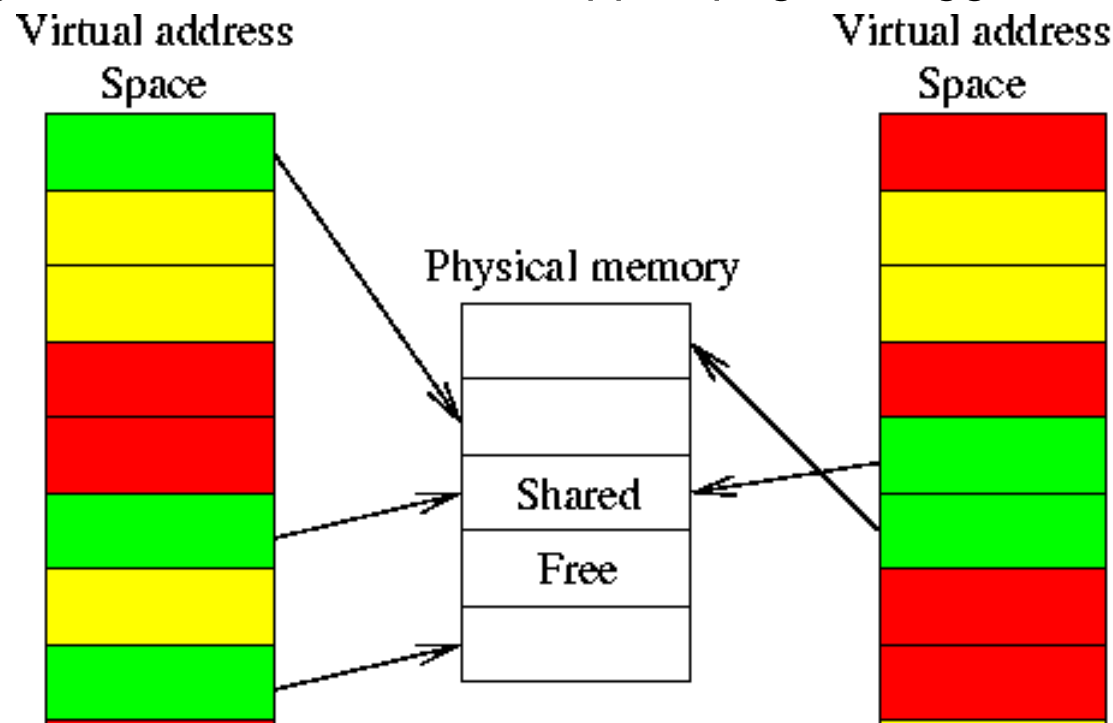 Virtual address
Space
Virtual address
Space
Physical memory
Shared
Free